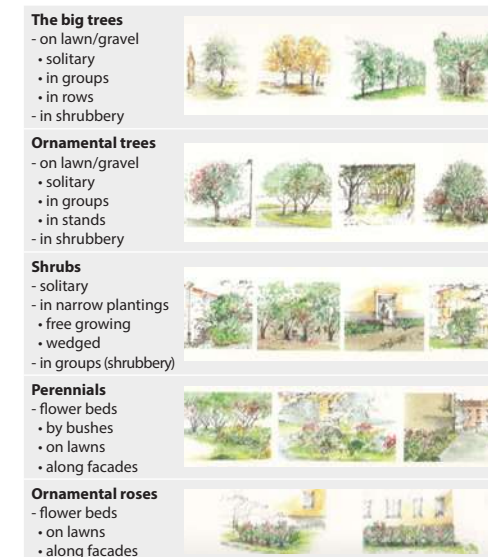 The big trees
- on lawn/gravel
• solitary
• in groups
• in rows
- in shrubbery
Ornamental trees
- on lawn/gravel
• solitary
• in groups
• in stands
- in shrubbery
Shrubs
- solitary
- in narrow plantings
• free growing
• wedged
- in groups (shrubbery)
Perennials
- flower beds
• by bushes
• on lawns
• along facades
Ornamental roses
- flower beds
• on lawns
• along facades